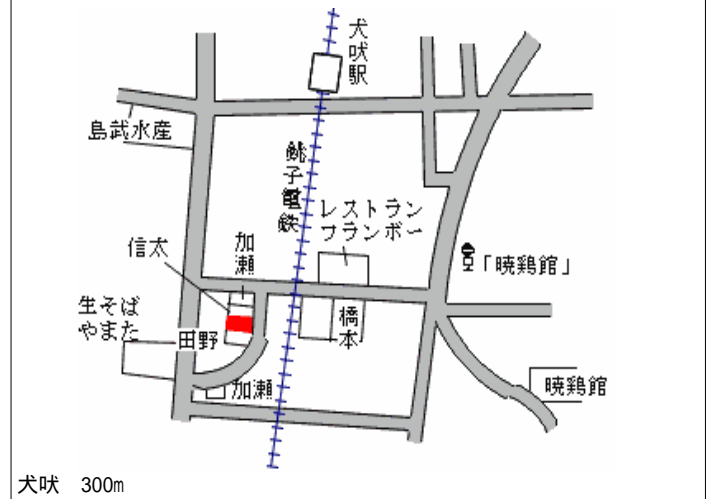 犬吠駅
島武水産
銚子電鉄
レストラン
フランボー
加瀬
信太
「暁鶏館」
生そば
やまた
田野
橋本
加瀬
暁鶏館
犬吠 300m